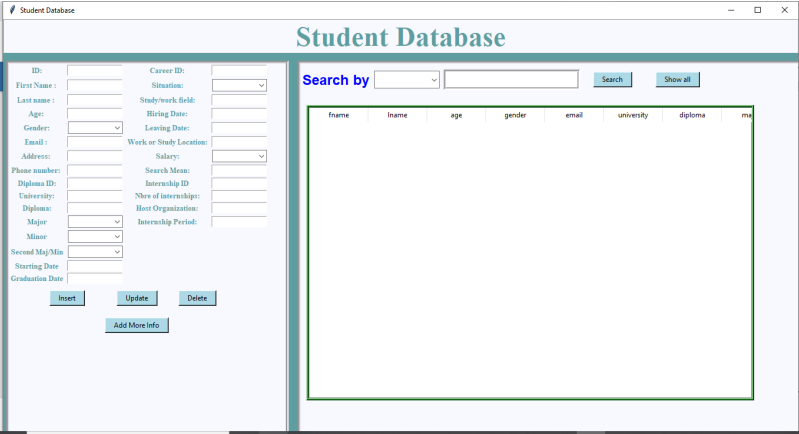 Student Database
Student Database
ID: Career ID:
First Name : Situation:
Last name : Study/work field:
Age: Hiring Date:
Gender: Leaving Date:
Email : Work or Study Location:
Address: Salary:
Phone number: Search Mean:
Diploma ID: Internship ID
University: Nbre of internships:
Diploma: Host Organization:
Major Internship Period:
Minor
Second Maj/Min
Starting Date
Graduation Date
Insert Update Delete
Add More Info
Search by Search Show all
fname lname age gender email university diploma ma